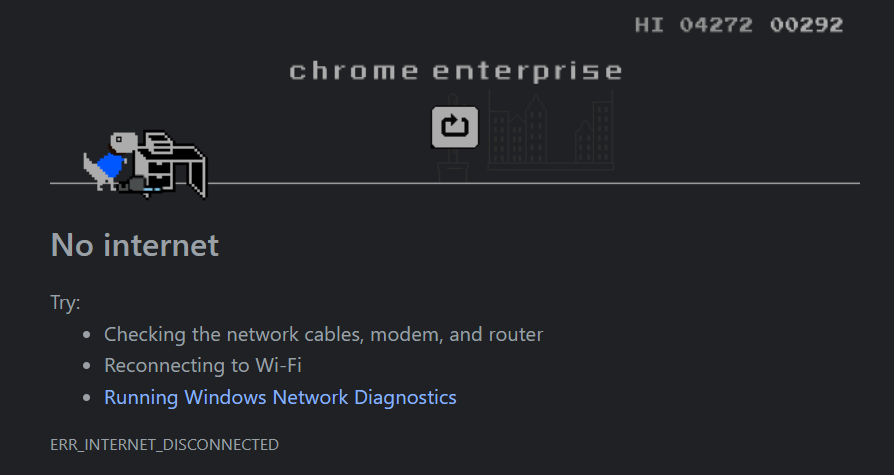 HI 04272 00292
chrome enterprise
No internet
Try:
Checking the network cables, modem, and router
Reconnecting to Wi-Fi
Running Windows Network Diagnostics
ERR_INTERNET_DISCONNECTED